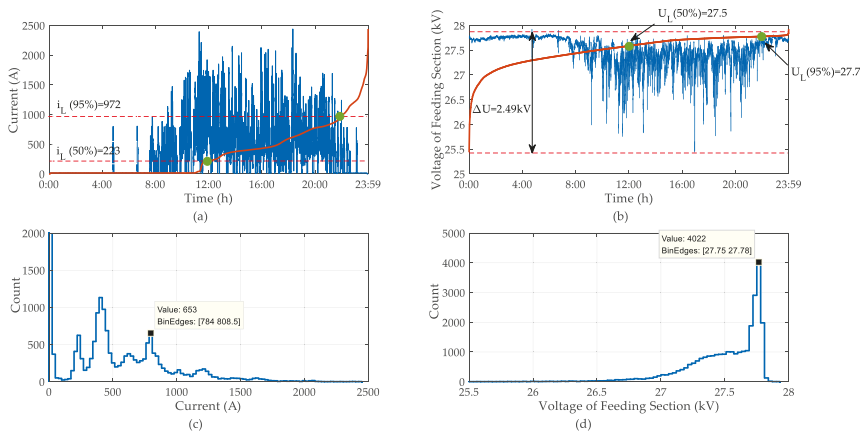 2500
2000
1500
1000
500
0
Current (A)
i_L (95%)=972
i_L (50%)=223
0:00
4:00
8:00
12:00
16:00
20:00
23:59
Time (h)
(a)
28
27.5
27
26.5
26
25.5
25
Voltage of Feeding Section (kV)
U_L(50%)=27.5
U_L(95%)=27.7
ΔU=2.49kV
0:00
4:00
8:00
12:00
16:00
20:00
23:59
Time (h)
(b)
2000
1500
1000
500
0
Count
Value: 653
BinEdges: [784 808.5]
0
500
1000
1500
2000
2500
Current (A)
(c)
5000
4000
3000
2000
1000
0
Count
Value: 4022
BinEdges: [27.75 27.78]
25.5
26
26.5
27
27.5
28
Voltage of Feeding Section (kV)
(d)